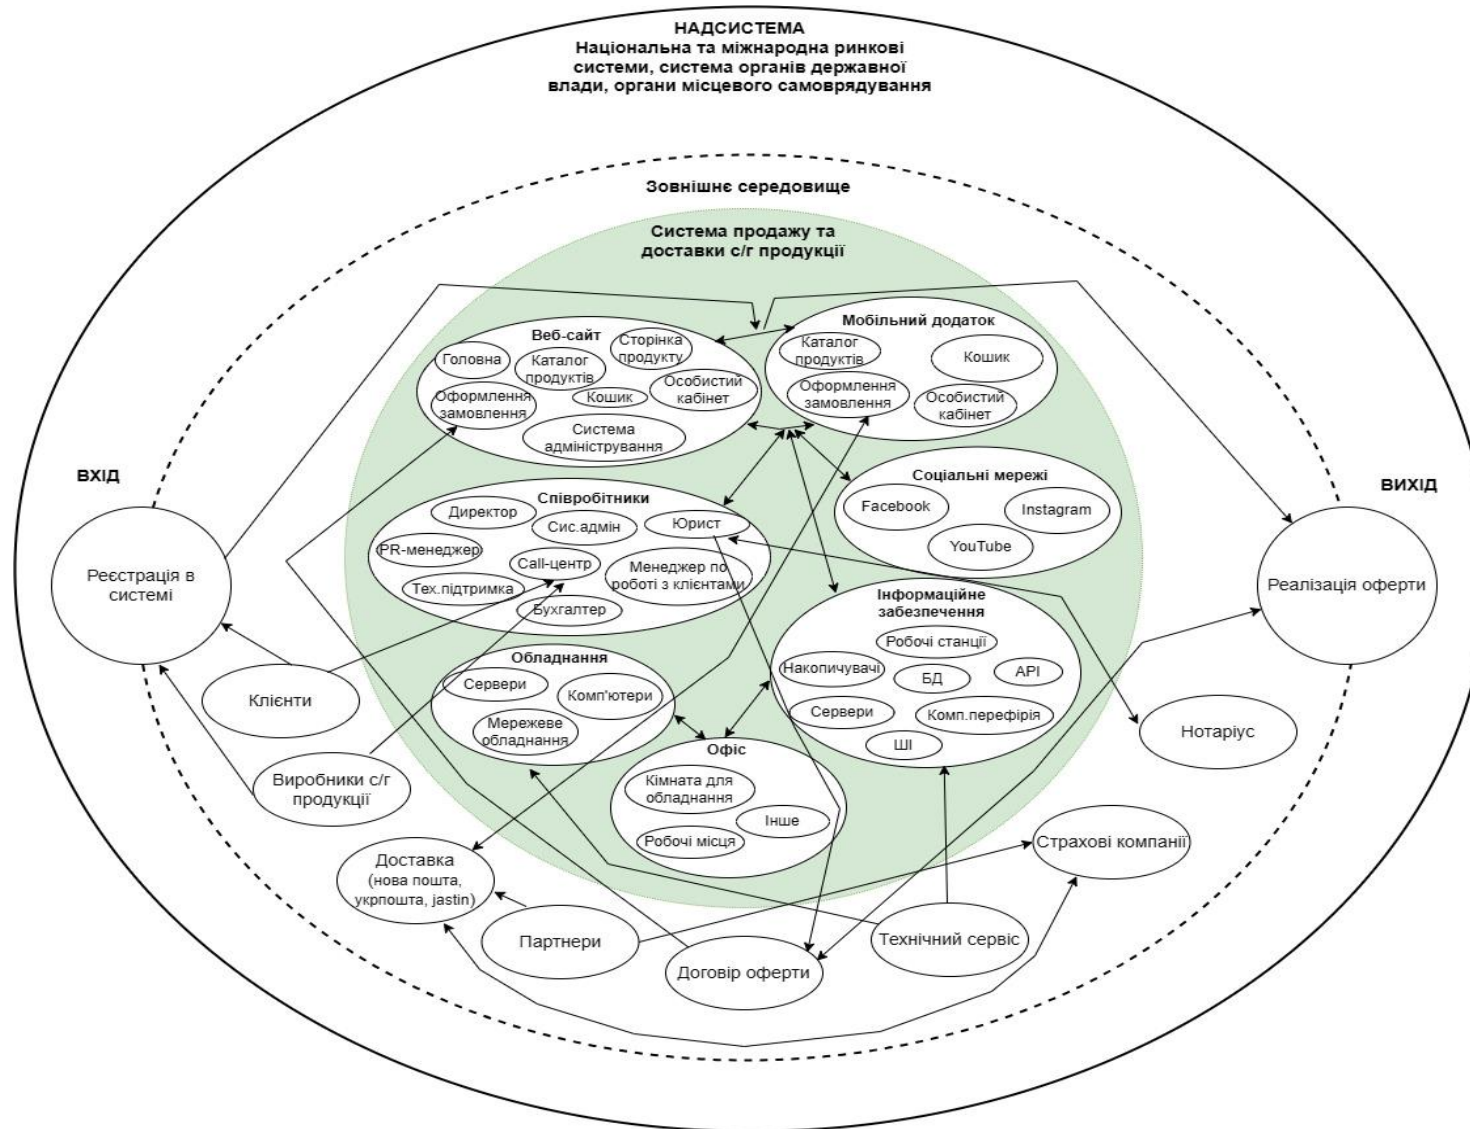 НАДСИСТЕМА
Національна та міжнародна ринкові
системи, система органів державної
влади, органи місцевого самоврядування
Зовнішнє середовище
Система продажу та
доставки с/г продукції
Веб-сайт
Головна
Каталог
продуктів
Сторінка
продукту
Оформлення
замовлення
Кошик
Особистий
кабінет
Система
адміністрування
Мобільний додаток
Каталог
продуктів
Кошик
Оформлення
замовлення
Особистий
кабінет
Соціальні мережі
Facebook
Instagram
YouTube
ВХІД
Реєстрація в
системі
ВИХІД
Реалізація оферти
Співробітники
Директор
Сис.адмін
Юрист
PR-менеджер
Call-центр
Менеджер по
роботі з клієнтами
Тех.підтримка
Бухгалтер
Інформаційне
забезпечення
Робочі станції
Накопичувачі
БД
API
Сервери
Комп.перефірія
ШІ
Обладнання
Сервери
Комп'ютери
Мережеве
обладнання
Офіс
Кімната для
обладнання
Інше
Робочі місця
Клієнти
Виробники с/г
продукції
Нотаріус
Доставка
(нова пошта,
укрпошта, jastin)
Страхові компанії
Партнери
Договір оферти
Технічний сервіс